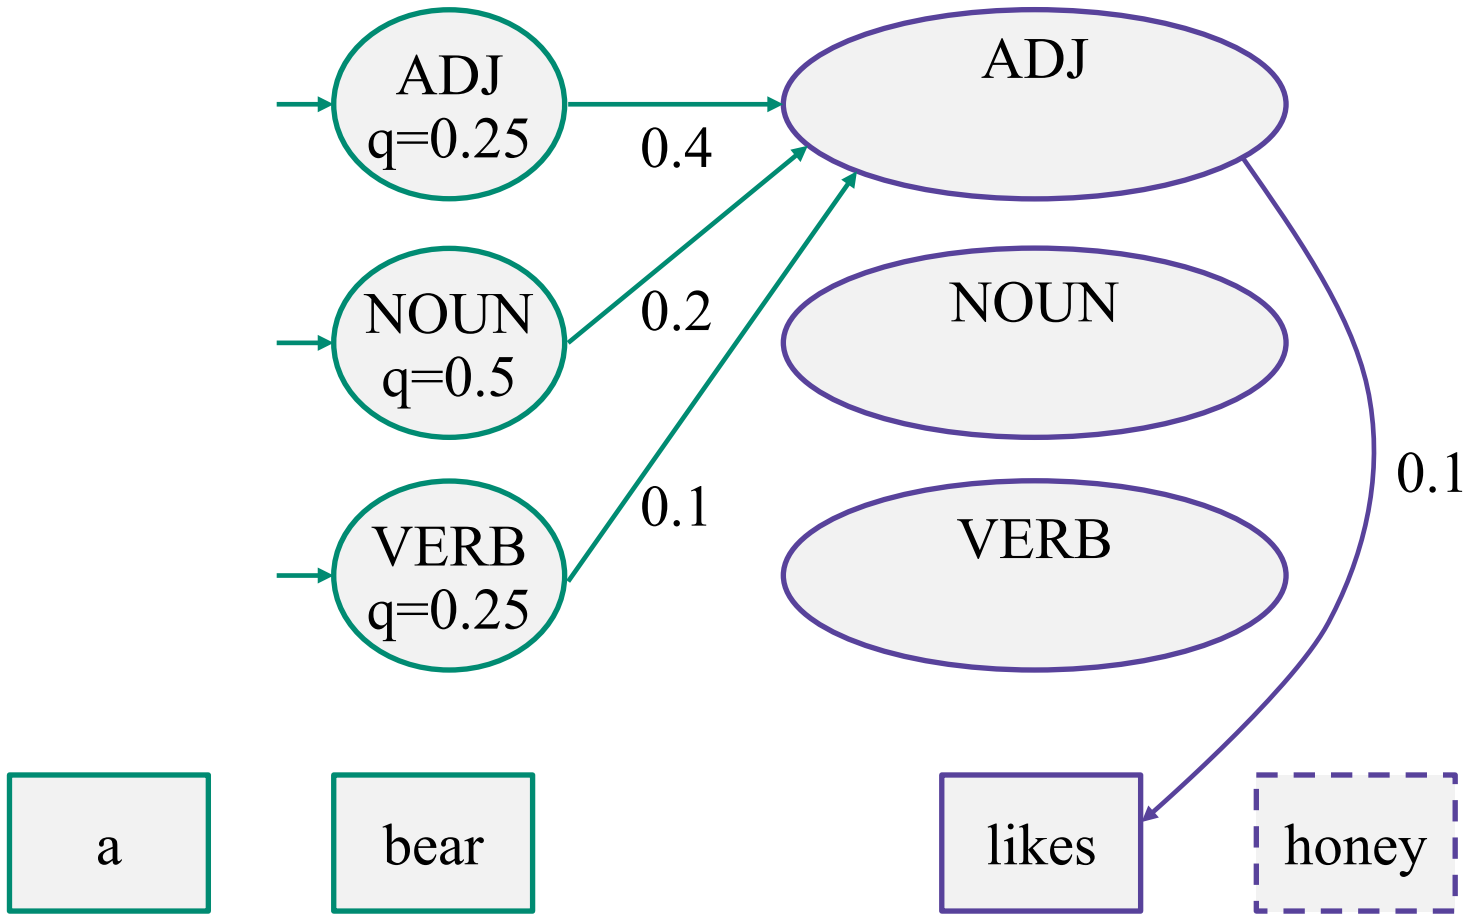 ADJ
q=0.25
ADJ
0.4
NOUN
q=0.5
NOUN
0.2
0.1
VERB
q=0.25
VERB
0.1
a
bear
likes
honey